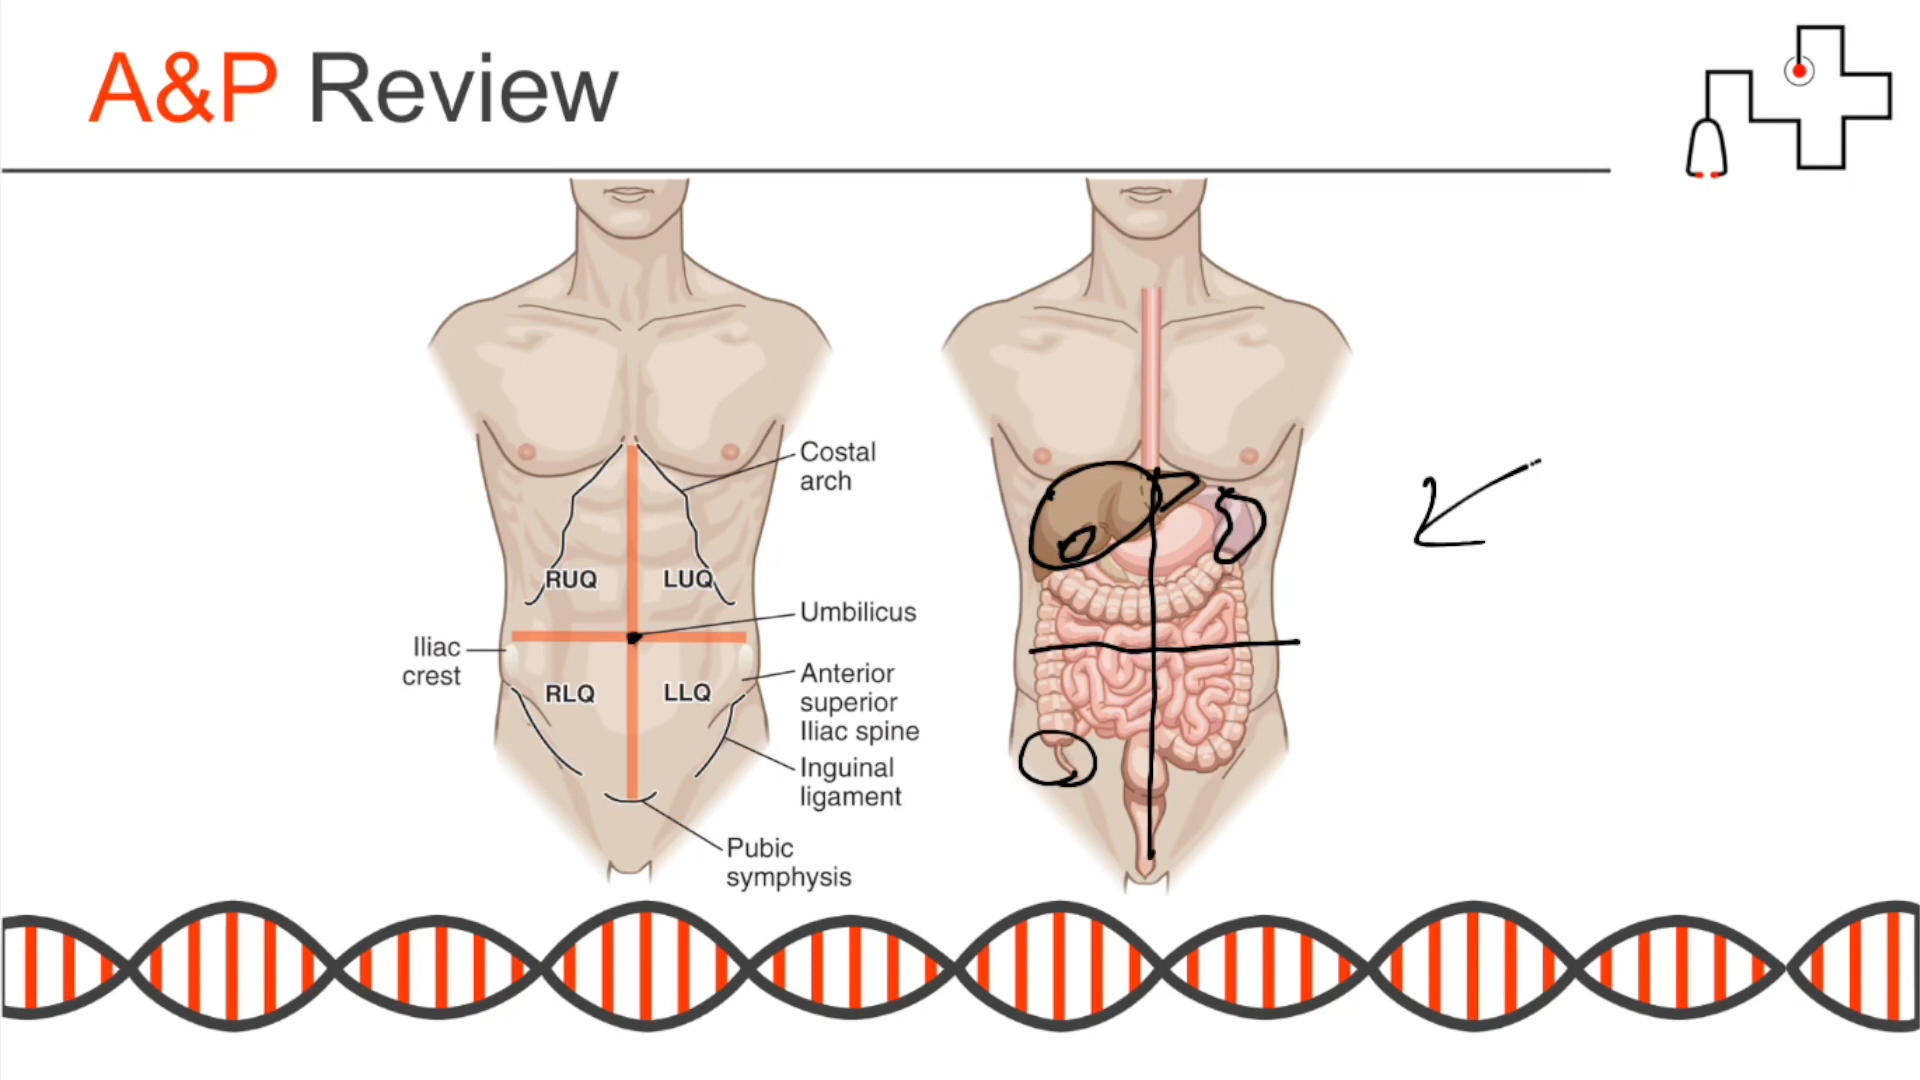 A&P Review
Costal
arch
RUQ
LUQ
Umbilicus
Iliac
crest
Anterior
superior
Iliac spine
RLQ
LLQ
Inguinal
ligament
Pubic
symphysis